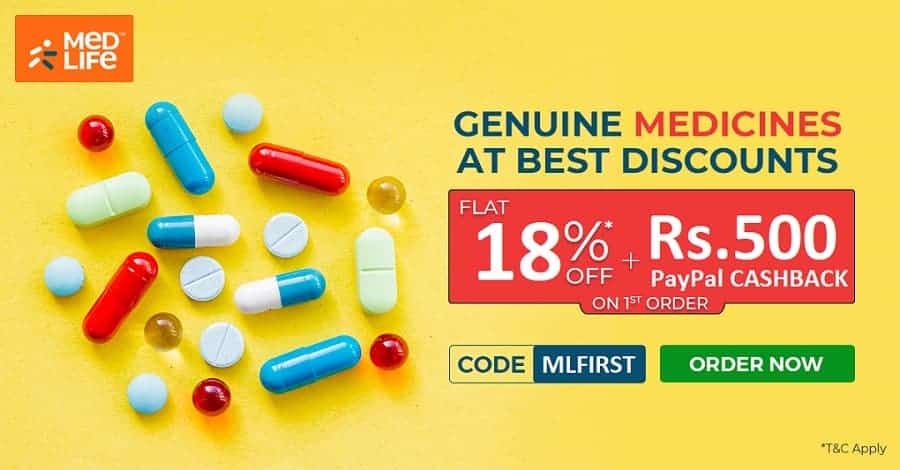 MED™
LIFE
GENUINE MEDICINES
AT BEST DISCOUNTS
FLAT
18%* OFF + Rs.500
PayPal CASHBACK
ON 1ST ORDER
CODE MLFIRST ORDER NOW
*T&C Apply